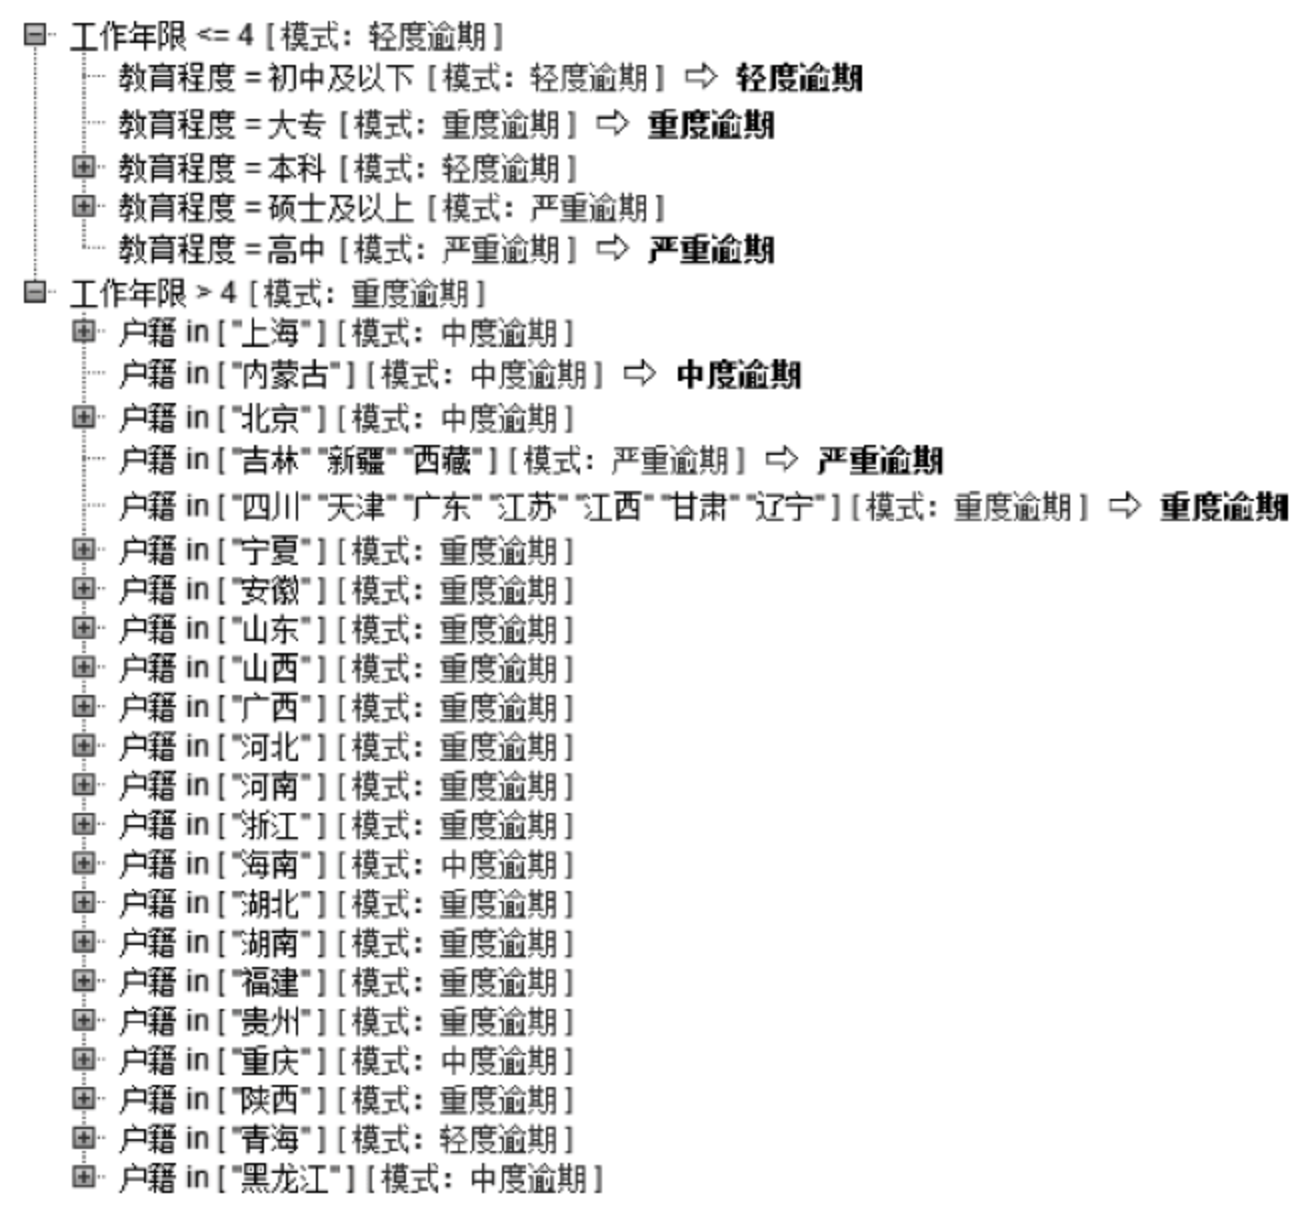 工作年限 <= 4 [模式：轻度逾期]
教育程度 = 初中及以下 [模式：轻度逾期] ⇨ 轻度逾期
教育程度 = 大专 [模式：重度逾期] ⇨ 重度逾期
教育程度 = 本科 [模式：轻度逾期]
教育程度 = 硕士及以上 [模式：严重逾期]
教育程度 = 高中 [模式：严重逾期] ⇨ 严重逾期
工作年限 > 4 [模式：重度逾期]
户籍 in ["上海"] [模式：中度逾期]
户籍 in ["内蒙古"] [模式：中度逾期] ⇨ 中度逾期
户籍 in ["北京"] [模式：中度逾期]
户籍 in ["吉林" "新疆" "西藏"] [模式：严重逾期] ⇨ 严重逾期
户籍 in ["四川" "天津" "广东" "江苏" "江西" "甘肃" "辽宁"] [模式：重度逾期] ⇨ 重度逾期
户籍 in ["宁夏"] [模式：重度逾期]
户籍 in ["安徽"] [模式：重度逾期]
户籍 in ["山东"] [模式：重度逾期]
户籍 in ["山西"] [模式：重度逾期]
户籍 in ["广西"] [模式：重度逾期]
户籍 in ["河北"] [模式：重度逾期]
户籍 in ["河南"] [模式：重度逾期]
户籍 in ["浙江"] [模式：重度逾期]
户籍 in ["海南"] [模式：中度逾期]
户籍 in ["湖北"] [模式：重度逾期]
户籍 in ["湖南"] [模式：重度逾期]
户籍 in ["福建"] [模式：重度逾期]
户籍 in ["贵州"] [模式：重度逾期]
户籍 in ["重庆"] [模式：中度逾期]
户籍 in ["陕西"] [模式：重度逾期]
户籍 in ["青海"] [模式：轻度逾期]
户籍 in ["黑龙江"] [模式：中度逾期]